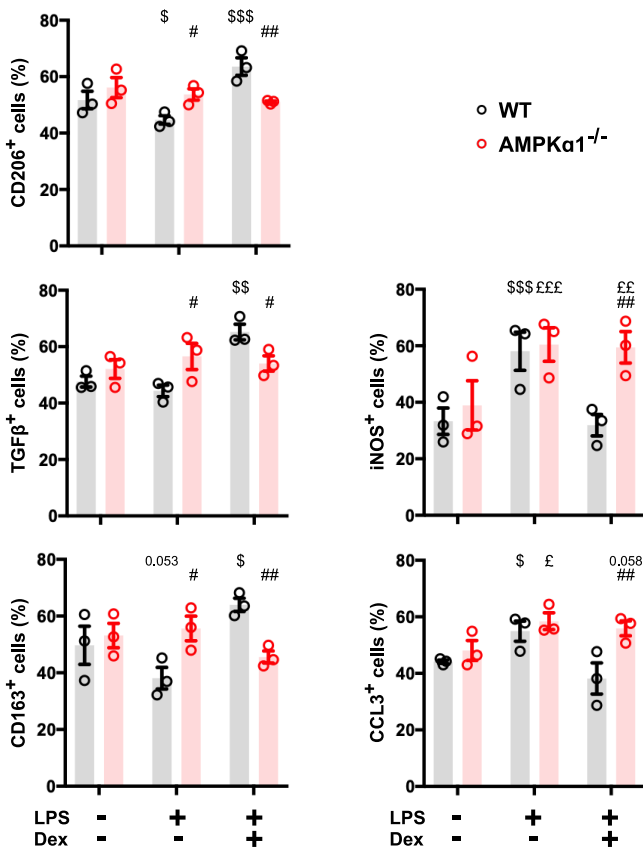 $ $$$
# ##
80
60
40
20
0
CD206+ cells (%)
WT
AMPKα1-/-
$$
# #
80
60
40
20
0
TGFβ+ cells (%)
$$$ £££ ££
##
80
60
40
20
0
iNOS+ cells (%)
0.053 $
# ##
80
60
40
20
0
CD163+ cells (%)
$ £ 0.058
##
80
60
40
20
0
CCL3+ cells (%)
LPS - + +
Dex - - +
- + +
- - +